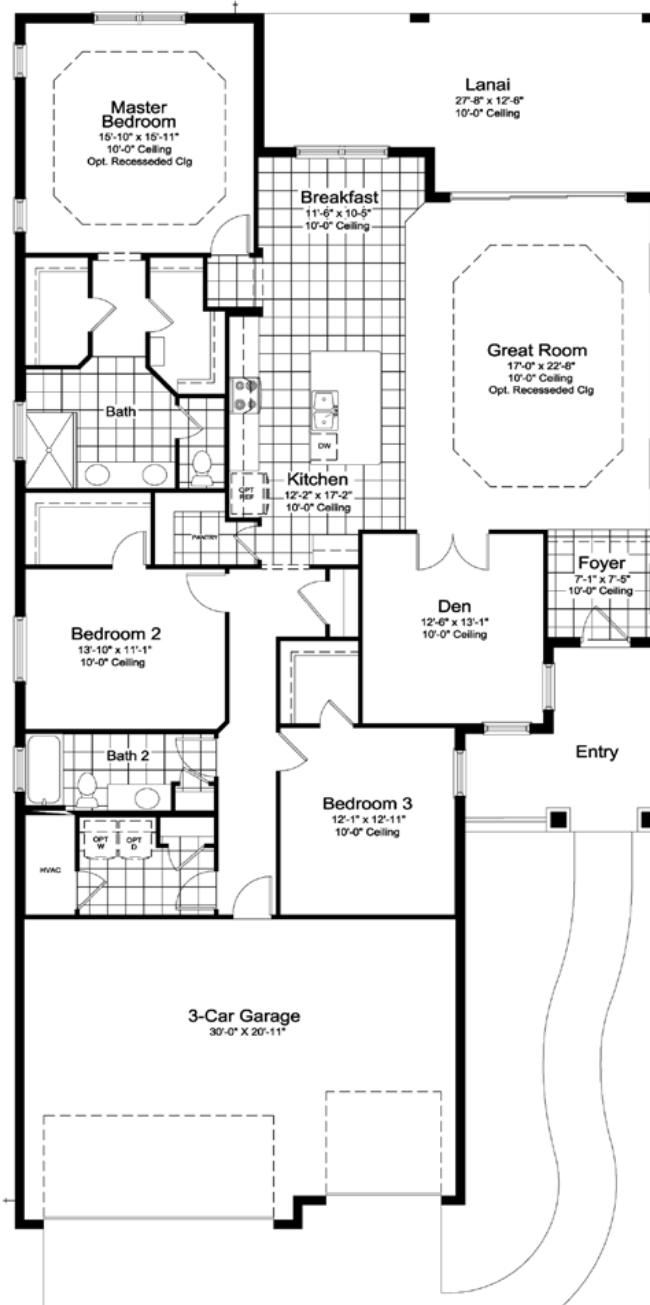 Lanai
27'-8" x 12'-6"
10'-0" Ceiling
Master
Bedroom
15'-10" x 15'-11"
10'-0" Ceiling
Opt. Recesseded Clg
Breakfast
11'-6" x 10-5"
10'-0" Ceiling
Great Room
17'-0" x 22'-8"
10'-0" Ceiling
Opt. Recesseded Clg
Bath
DW
Kitchen
12'-2" x 17'-2"
10'-0" Ceiling
OPT
REF
PANTRY
Foyer
7'-1" x 7'-5"
10'-0" Ceiling
Den
12'-6" x 13'-1"
10'-0" Ceiling
Bedroom 2
13'-10" x 11'-1"
10'-0" Ceiling
Entry
Bath 2
Bedroom 3
12'-1" x 12'-11"
10'-0" Ceiling
OPT
W
OPT
D
HVAC
3-Car Garage
30'-0" X 20'-11"